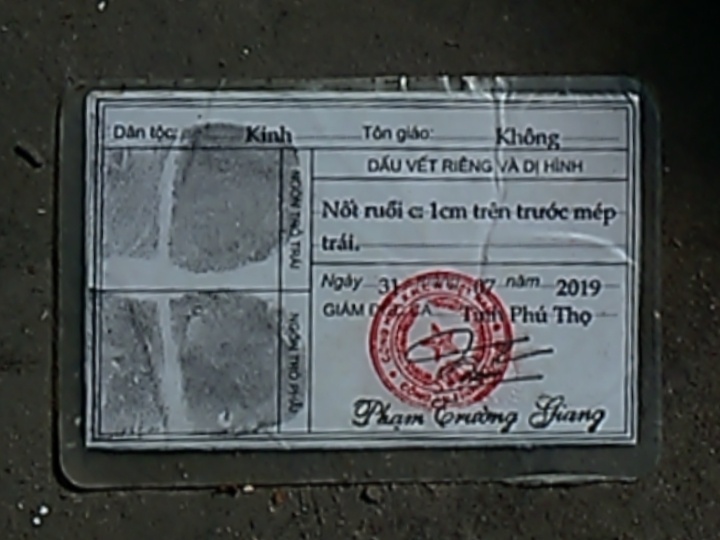 Dân tộc: Kinh Tôn giáo: Không
DẤU VẾT RIÊNG VÀ DỊ HÌNH
NGÓN TRỎ TRÁI
Nốt ruồi c: 1cm trên trước mép
trái.
Ngày 31 07 năm 2019
GIÁM ĐỐC CA Tỉnh Phú Thọ
NGÓN TRỎ PHẢI
Phạm Trường Giang